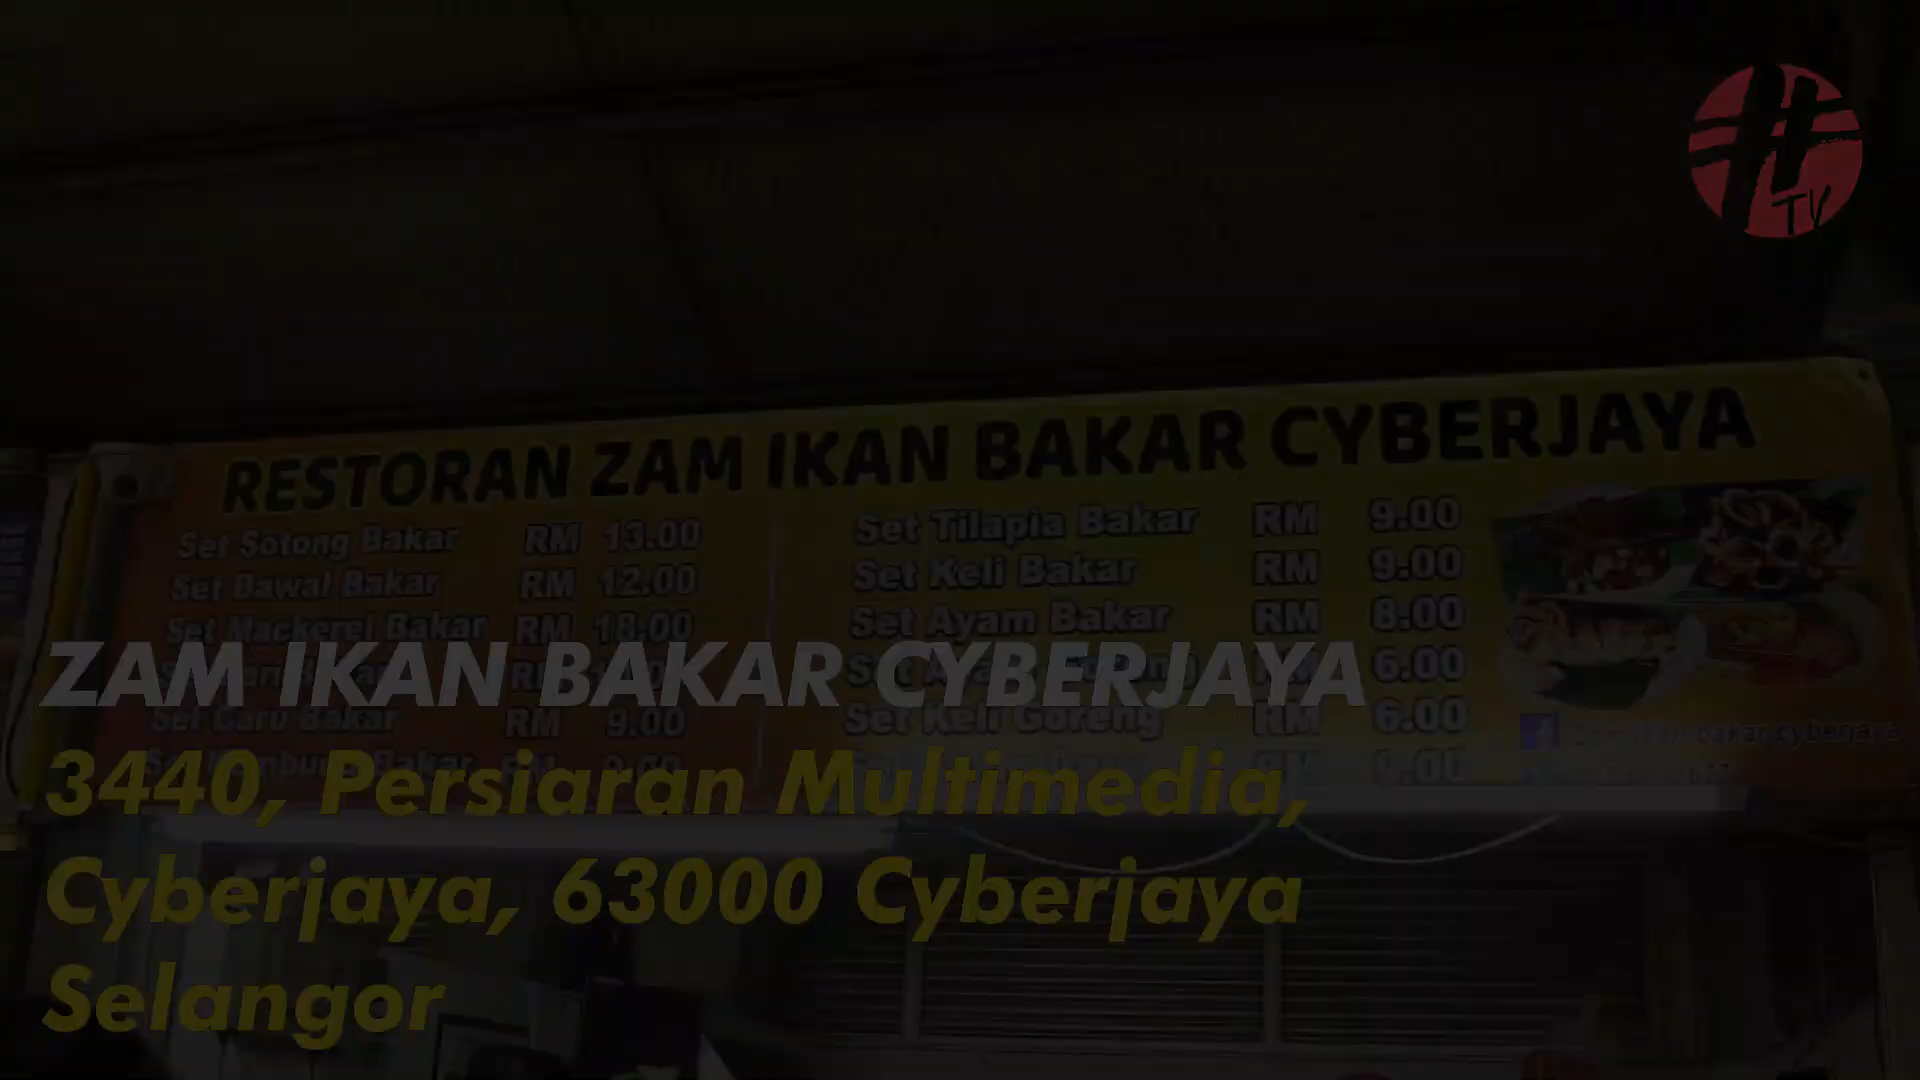 TV
RESTORAN ZAM IKAN BAKAR CYBERJAYA
Set Sotong Bakar RM 13.00
Set Bawal Bakar RM 12.00
Set Mackerel Bakar RM 18.00
Set Caru Bakar RM 9.00
Bakar
Set Tilapia Bakar RM 9.00
Set Keli Bakar RM 9.00
Set Ayam Bakar RM 8.00
RM 6.00
Set Keli Goreng RM 6.00
ZAM IKAN BAKAR CYBERJAYA
3440, Persiaran Multimedia,
Cyberjaya, 63000 Cyberjaya
Selangor